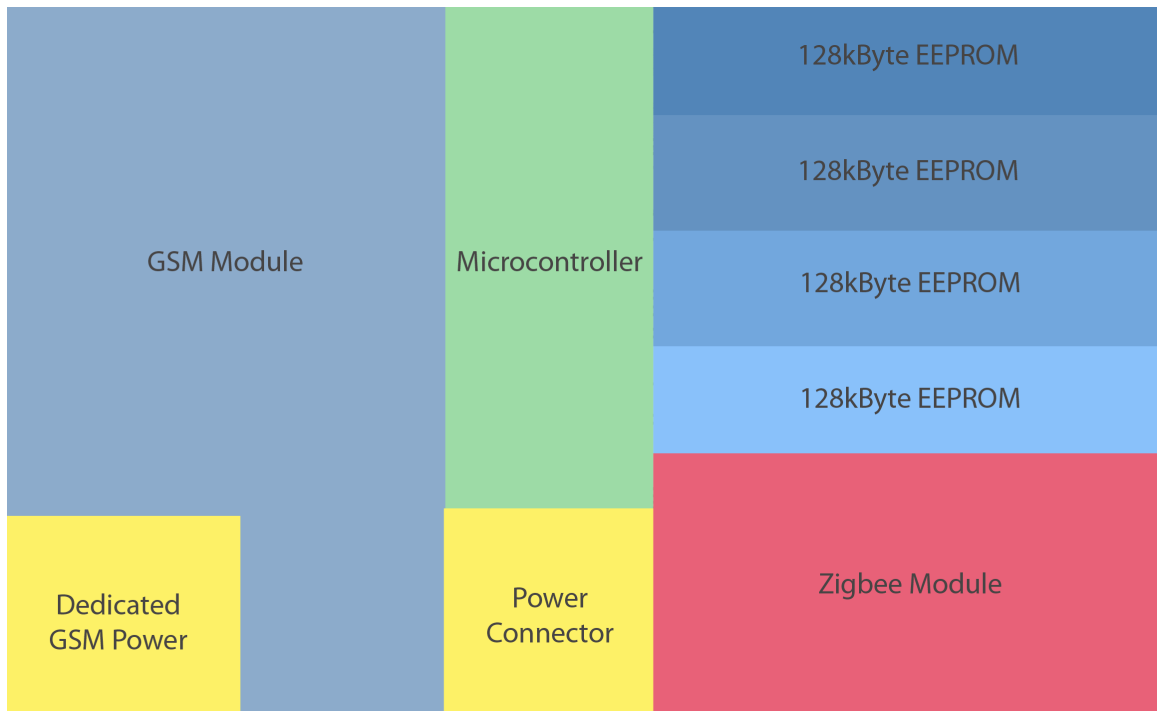 GSM Module
Microcontroller
128kByte EEPROM
128kByte EEPROM
128kByte EEPROM
128kByte EEPROM
Dedicated
GSM Power
Power
Connector
Zigbee Module